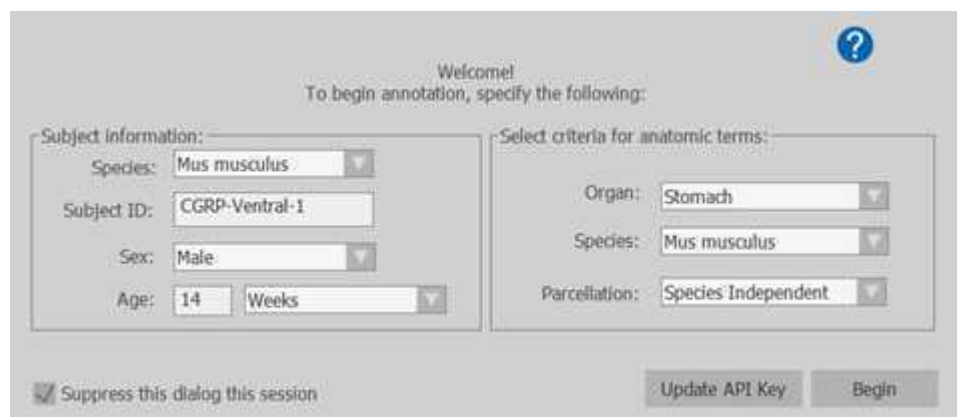 ?
Welcome!
To begin annotation, specify the following:
Subject information:
Species: Mus musculus
Subject ID: CGRP-Ventral-1
Sex: Male
Age: 14 Weeks
Select criteria for anatomic terms:
Organ: Stomach
Species: Mus musculus
Parcellation: Species Independent
Suppress this dialog this session
Update API Key
Begin